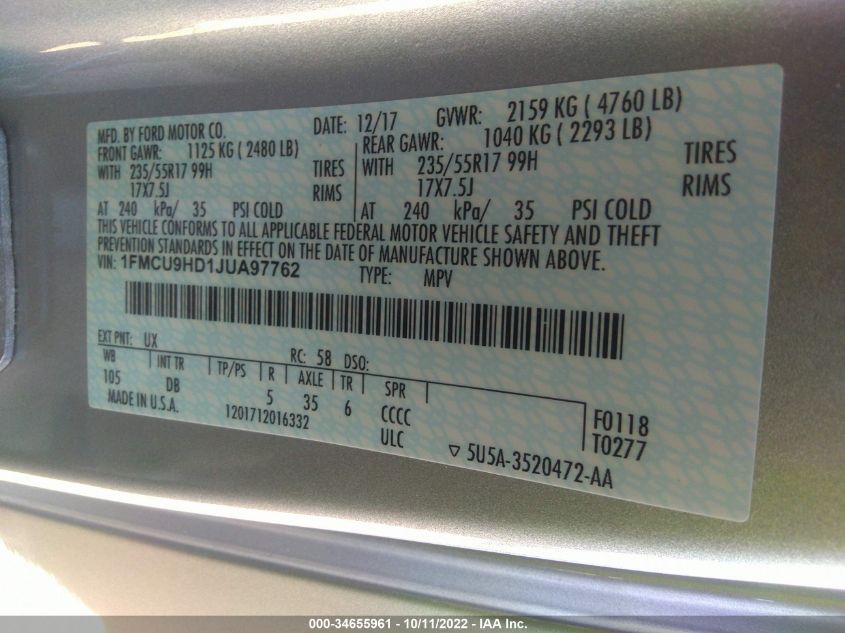 MFD. BY FORD MOTOR CO. DATE: 12/17 GVWR: 2159 KG ( 4760 LB)
FRONT GAWR: 1125 KG ( 2480 LB) REAR GAWR: 1040 KG ( 2293 LB)
WITH 235/55R17 99H TIRES WITH 235/55R17 99H TIRES
17X7.5J RIMS 17X7.5J RIMS
AT 240 kPa/ 35 PSI COLD AT 240 kPa/ 35 PSI COLD
THIS VEHICLE CONFORMS TO ALL APPLICABLE FEDERAL MOTOR VEHICLE SAFETY AND THEFT
PREVENTION STANDARDS IN EFFECT ON THE DATE OF MANUFACTURE SHOWN ABOVE.
VIN: 1FMCU9HD1JUA97762 TYPE: MPV
EXT PNT: UX RC: 58 DSO:
WB INT TR TP/PS R AXLE TR SPR
105 DB 5 35 6 CCCC F0118
MADE IN U.S.A. 1201712016332 ULC T0277
▽ 5U5A-3520472-AA
000-34655961 - 10/11/2022 - IAA Inc.